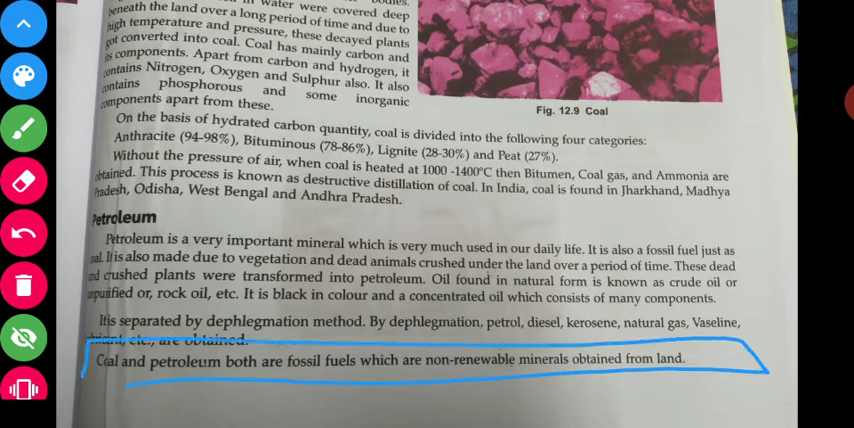 in Water were covered deep
beneath the land over a long period of time and due to
high temperature and pressure, these decayed plants
got converted into coal. Coal has mainly carbon and
its components. Apart from carbon and hydrogen, it
contains Nitrogen, Oxygen and Sulphur also. It also
contains phosphorous and some inorganic
components apart from these.
Fig. 12.9 Coal
On the basis of hydrated carbon quantity, coal is divided into the following four categories:
Anthracite (94-98%), Bituminous (78-86%), Lignite (28-30%) and Peat (27%).
Without the pressure of air, when coal is heated at 1000 -1400°C then Bitumen, Coal gas, and Ammonia are
obtained. This process is known as destructive distillation of coal. In India, coal is found in Jharkhand, Madhya
Pradesh, Odisha, West Bengal and Andhra Pradesh.
Petroleum
Petroleum is a very important mineral which is very much used in our daily life. It is also a fossil fuel just as
coal. It is also made due to vegetation and dead animals crushed under the land over a period of time. These dead
and crushed plants were transformed into petroleum. Oil found in natural form is known as crude oil or
unpurified or, rock oil, etc. It is black in colour and a concentrated oil which consists of many components.
Itis separated by dephlegmation method. By dephlegmation, petrol, diesel, kerosene, natural gas, Vaseline,
lubricant, etc., are obtained.
Coal and petroleum both are fossil fuels which are non-renewable minerals obtained from land.